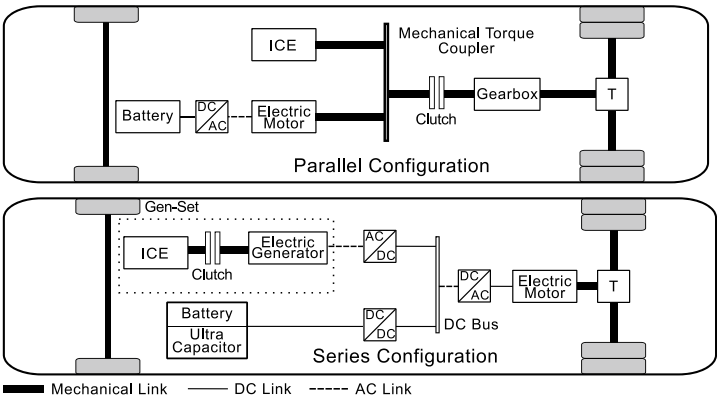 ICE
Mechanical Torque
Coupler
Battery
DC
AC
Electric
Motor
Clutch
Gearbox
T
Parallel Configuration
Gen-Set
ICE
Clutch
Electric
Generator
AC
DC
Battery
Ultra
Capacitor
DC
DC
DC Bus
DC
AC
Electric
Motor
T
Series Configuration
Mechanical Link
DC Link
AC Link